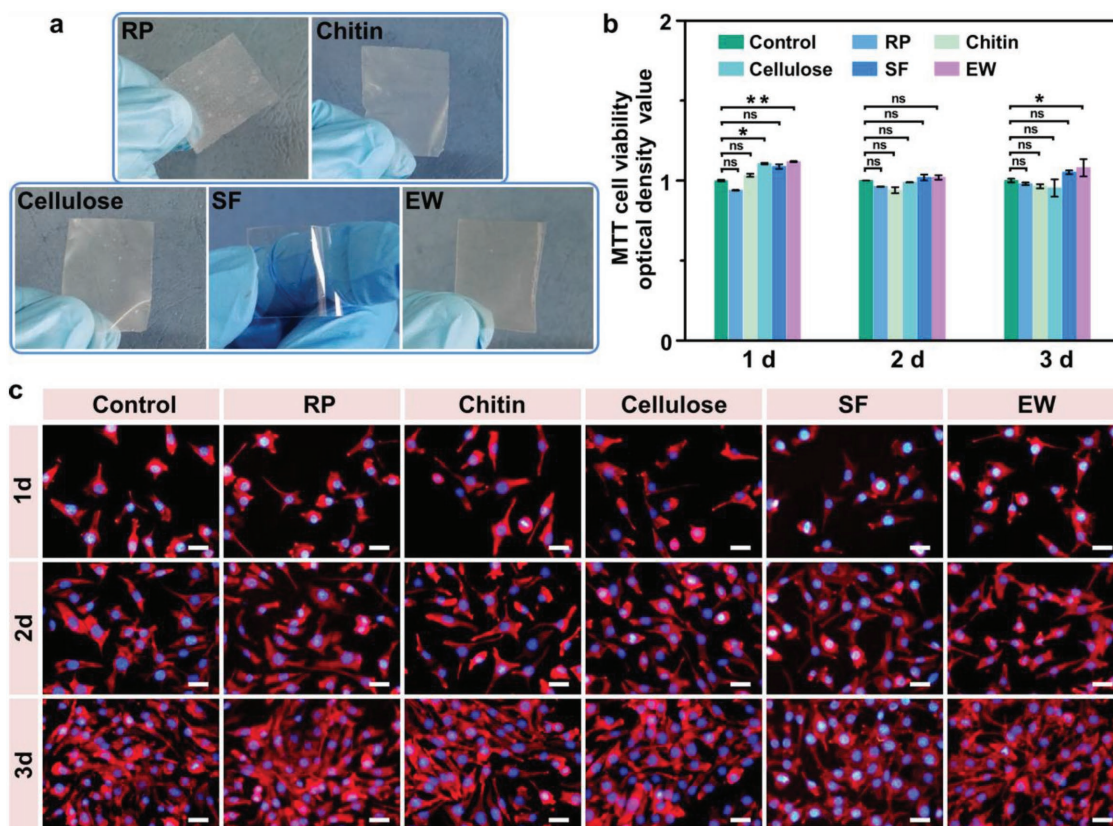 a
RP
Chitin
Cellulose
SF
EW
b
MTT cell viability
optical density value
2
1
0
Control
RP
Chitin
Cellulose
SF
EW
**
ns
*
ns
ns
ns
ns
ns
ns
ns
*
ns
ns
ns
ns
1 d
2 d
3 d
c
Control
RP
Chitin
Cellulose
SF
EW
1d
2d
3d